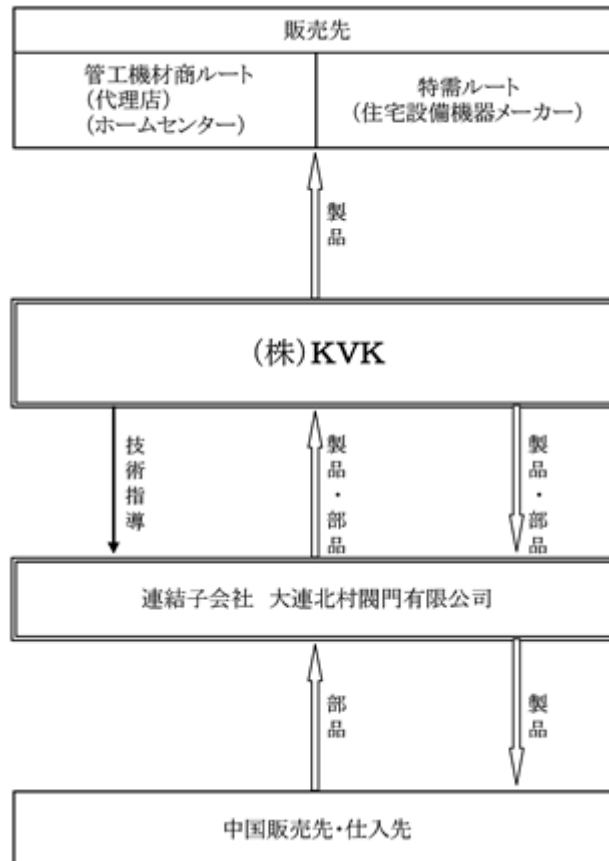 販売先
管工機材商ルート
(代理店)
(ホームセンター)
特需ルート
(住宅設備機器メーカー)
製品
(株)KVK
技術指導
製品・部品
製品・部品
連結子会社 大連北村閥門有限公司
部品
製品
中国販売先・仕入先